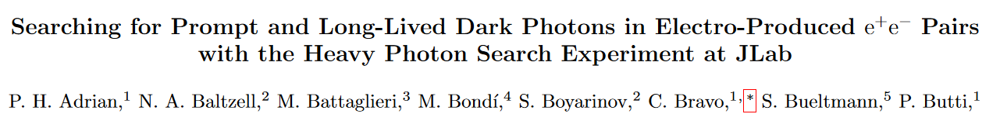 Searching for Prompt and Long-Lived Dark Photons in Electro-Produced e⁺e⁻ Pairs
with the Heavy Photon Search Experiment at JLab
P. H. Adrian,¹ N. A. Baltzell,² M. Battaglieri,³ M. Bondí,⁴ S. Boyarinov,² C. Bravo,¹,* S. Bueltmann,⁵ P. Butti,¹